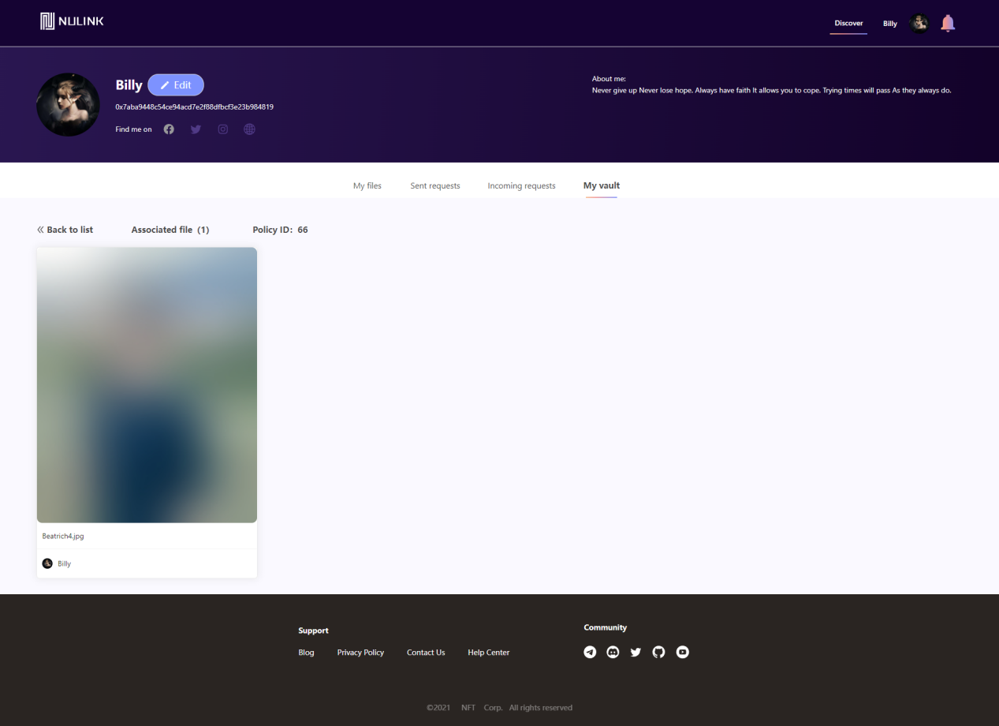 NULINK
Discover
Billy
Billy
Edit
0x7aba9448c54ce94acd7e2f88dfbcf3e23b984819
Find me on
About me:
Never give up Never lose hope. Always have faith It allows you to cope. Trying times will pass As they always do.
My files
Sent requests
Incoming requests
My vault
Back to list
Associated file (1)
Policy ID: 66
Beatrich4.jpg
Billy
Support
Blog
Privacy Policy
Contact Us
Help Center
Community
©2021 NFT Corp. All rights reserved